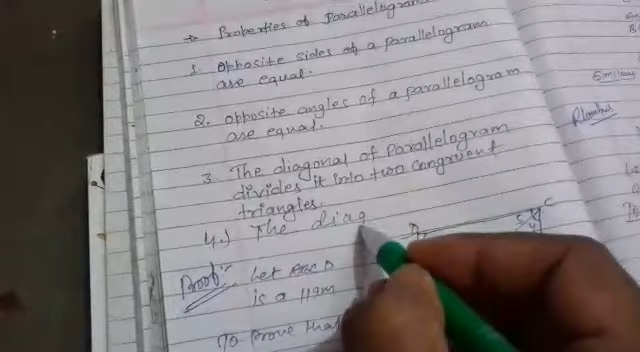 → Properties of Parallelogram
1. Opposite sides of a parallelogram
are equal.
2. opposite angles of a parallelogram
are equal.
3. The diagonal of parallelogram
divides it into two congruent
triangles.
4.) The diag
Proof:- Let ABCD
is a 11gm
To prove that
D
C
Similarly
Rhombus